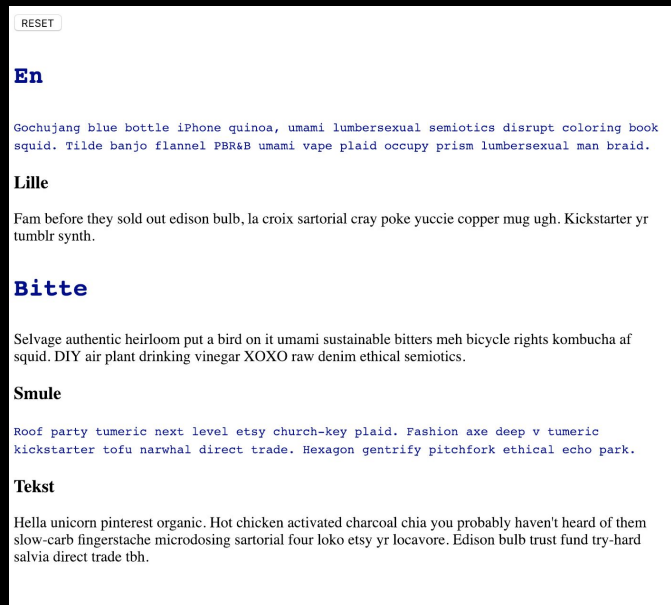 RESET
En
Gochujang blue bottle iPhone quinoa, umami lumbersexual semiotics disrupt coloring book
squid. Tilde banjo flannel PBR&B umami vape plaid occupy prism lumbersexual man braid.
Lille
Fam before they sold out edison bulb, la croix sartorial cray poke yuccie copper mug ugh. Kickstarter yr
tumblr synth.
Bitte
Selvage authentic heirloom put a bird on it umami sustainable bitters meh bicycle rights kombucha af
squid. DIY air plant drinking vinegar XOXO raw denim ethical semiotics.
Smule
Roof party tumeric next level etsy church-key plaid. Fashion axe deep v tumeric
kickstarter tofu narwhal direct trade. Hexagon gentrify pitchfork ethical echo park.
Tekst
Hella unicorn pinterest organic. Hot chicken activated charcoal chia you probably haven't heard of them
slow-carb fingerstache microdosing sartorial four loko etsy yr locavore. Edison bulb trust fund try-hard
salvia direct trade tbh.